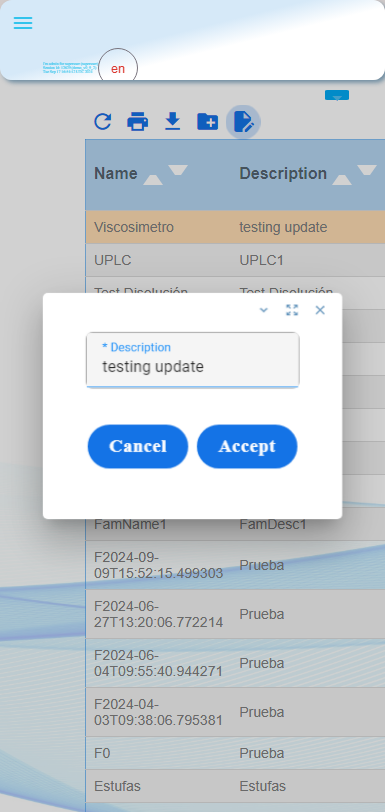 en
Name
Description
Viscosimetro
testing update
UPLC
UPLC1
Test Disolución
Test Disolución
* Description
testing update
Cancel
Accept
FamName1
FamDesc1
F2024-09-
09T15:52:15.499303
Prueba
F2024-06-
27T13:20:06.772214
Prueba
F2024-06-
04T09:55:40.944271
Prueba
F2024-04-
03T09:38:06.795381
Prueba
F0
Prueba
Estufas
Estufas